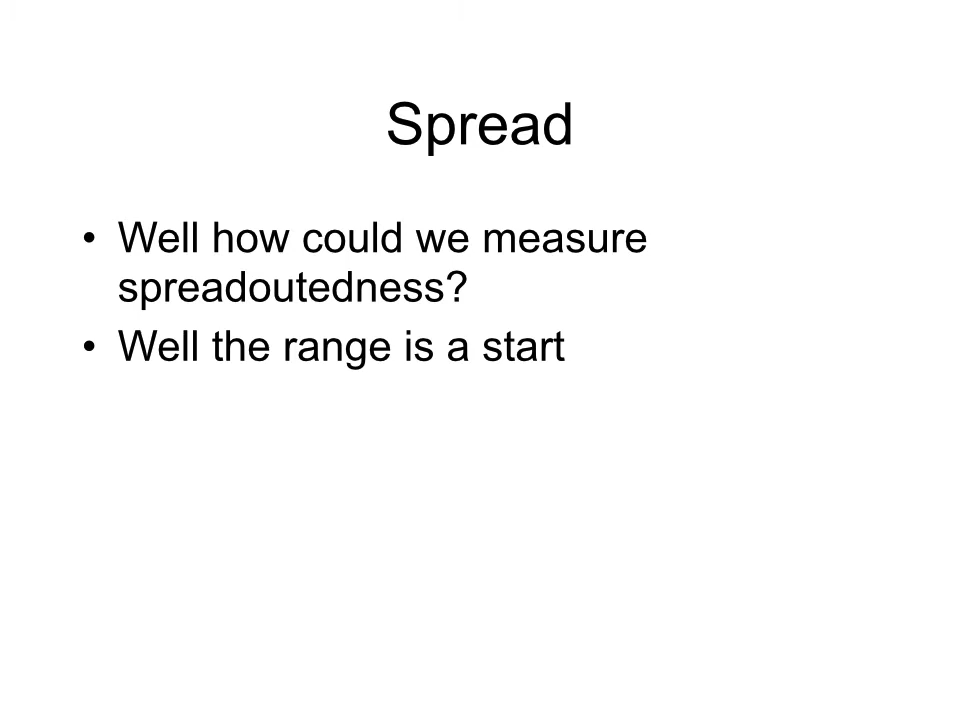 Spread
• Well how could we measure
spreadoutedness?
• Well the range is a start